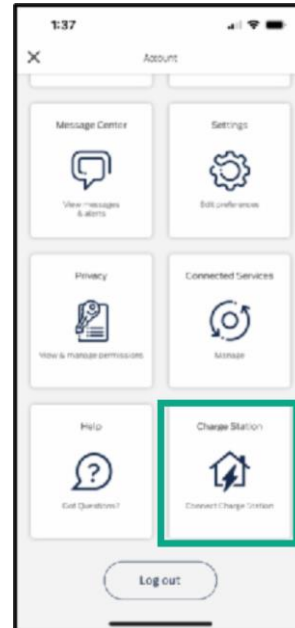 1:37
Account
Message Center
Settings
View messages
& alerts
Edit preferences
Privacy
Connected Services
View & manage permissions
Manage
Help
Charge Station
Got Questions?
Connect Charge Station
Log out